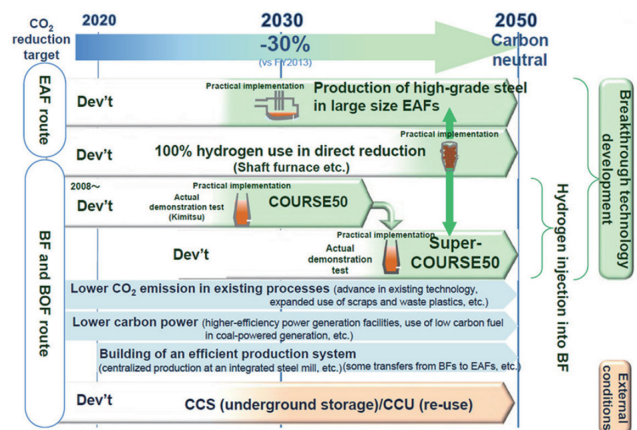 CO2
reduction
target
2020
2030
2050
-30%
(vs FY2013)
Carbon
neutral
EAF route
Dev't
Practical implementation
Production of high-grade steel
in large size EAFs
Dev't
100% hydrogen use in direct reduction
(Shaft furnace etc.)
Practical implementation
BF and BOF route
2008～
Dev't
Practical implementation
Actual
demonstration test
(Kimitsu)
COURSE50
Dev't
Practical implementation
Actual
demonstration
test
Super-
COURSE50
Lower CO2 emission in existing processes (advance in existing technology,
expanded use of scraps and waste plastics, etc.)
Lower carbon power (higher-efficiency power generation facilities, use of low carbon fuel
in coal-powered generation, etc.)
Building of an efficient production system
(centralized production at an integrated steel mill, etc.)(some transfers from BFs to EAFs, etc.)
Dev't
CCS (underground storage)/CCU (re-use)
Hydrogen injection into BF
Breakthrough technology
development
External
conditions